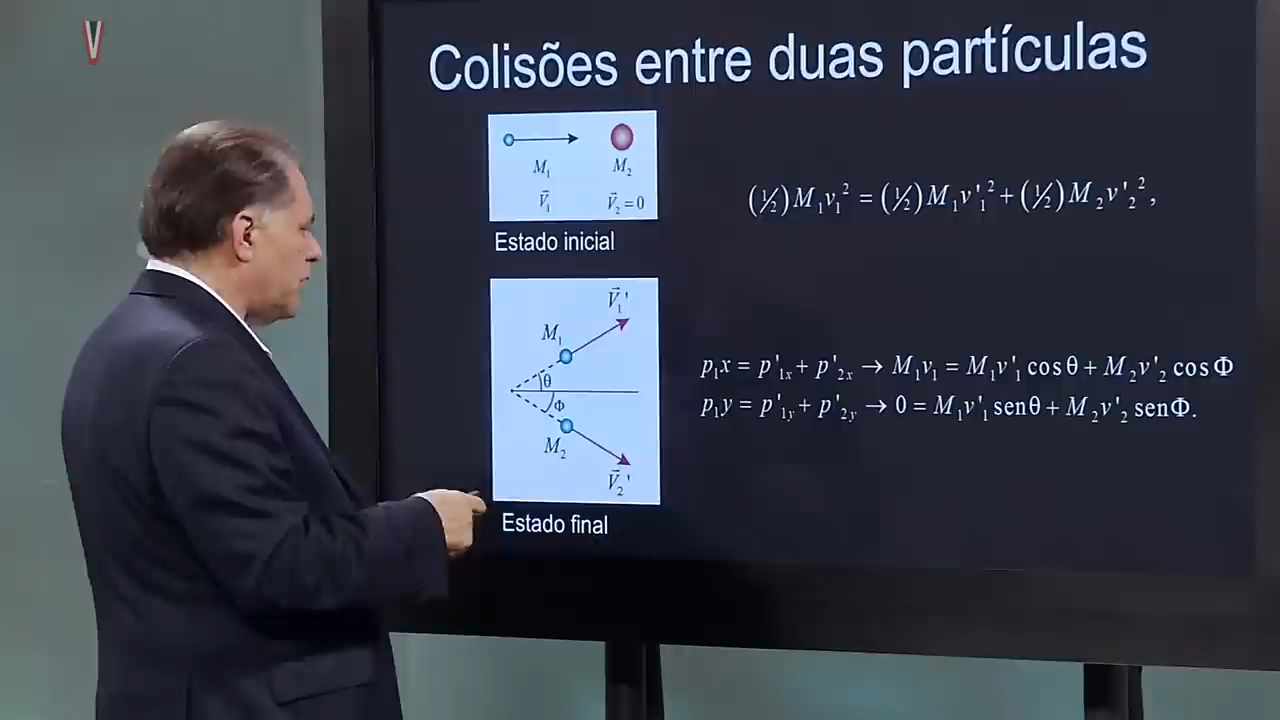 V
Colisões entre duas partículas
M₁ M₂
V⃗₁ V⃗₂=0
Estado inicial
(½)M₁v₁² = (½)M₁v'₁² + (½)M₂v'₂²,
V⃗₁'
M₁
θ
Φ
M₂
V⃗₂'
Estado final
p₁x = p'₁ₓ + p'₂ₓ → M₁v₁ = M₁v'₁ cosθ + M₂v'₂ cosΦ
p₁y = p'₁y + p'₂y → 0 = M₁v'₁ senθ + M₂v'₂ senΦ.